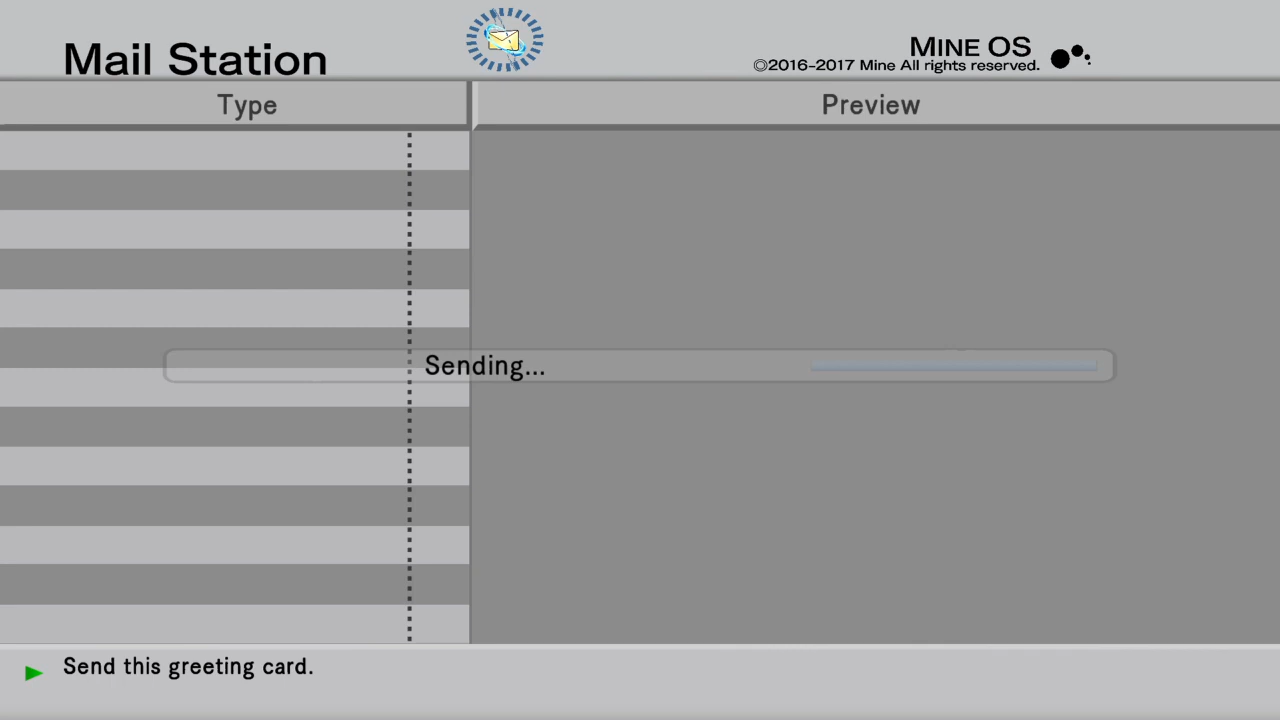 Mail Station
MINE OS
©2016-2017 Mine All rights reserved.
Type
Preview
Sending...
Send this greeting card.